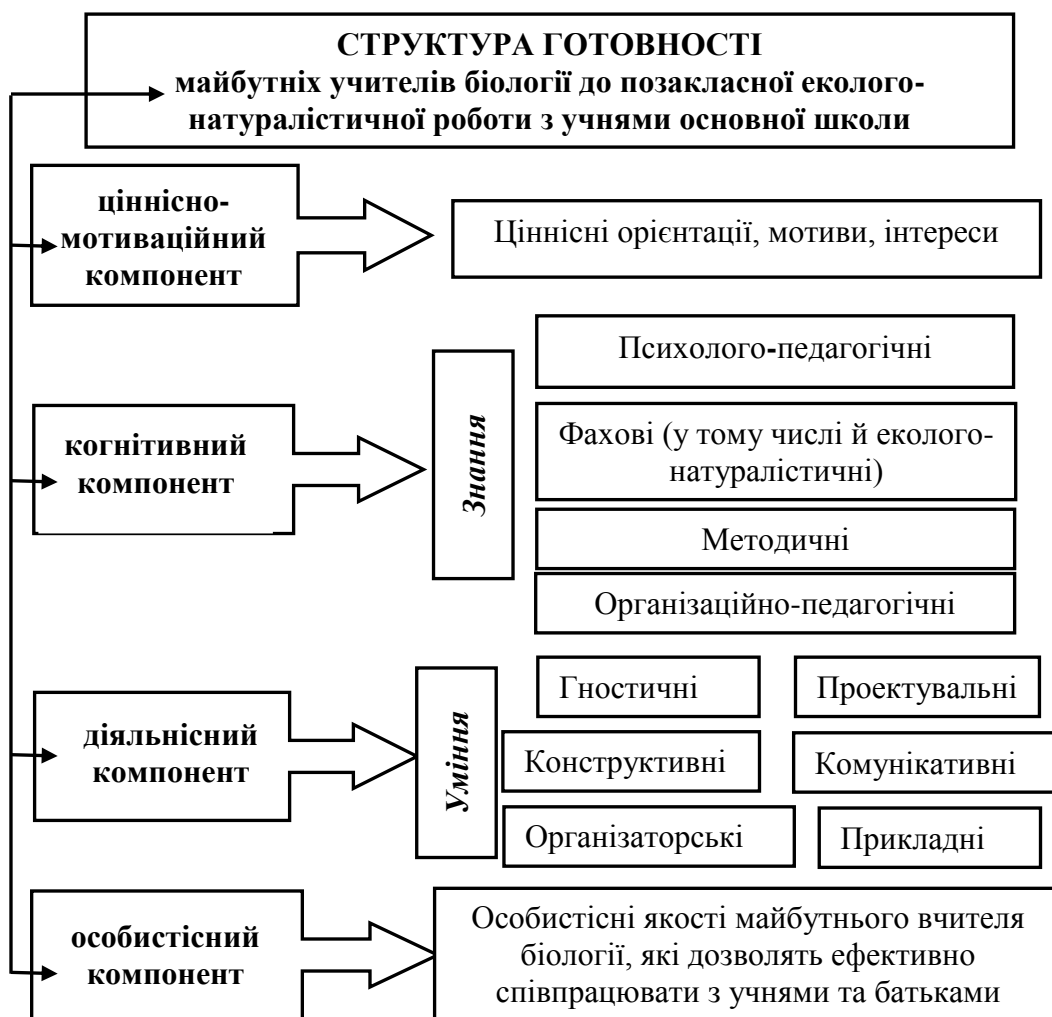 СТРУКТУРА ГОТОВНОСТІ
майбутніх учителів біології до позакласної еколого-
натуралістичної роботи з учнями основної школи
ціннісно-
мотиваційний
компонент
Ціннісні орієнтації, мотиви, інтереси
когнітивний
компонент
Знання
Психолого-педагогічні
Фахові (у тому числі й еколого-
натуралістичні)
Методичні
Організаційно-педагогічні
діяльнісний
компонент
Уміння
Гностичні
Проектувальні
Конструктивні
Комунікативні
Організаторські
Прикладні
особистісний
компонент
Особистісні якості майбутнього вчителя
біології, які дозволять ефективно
співпрацювати з учнями та батьками